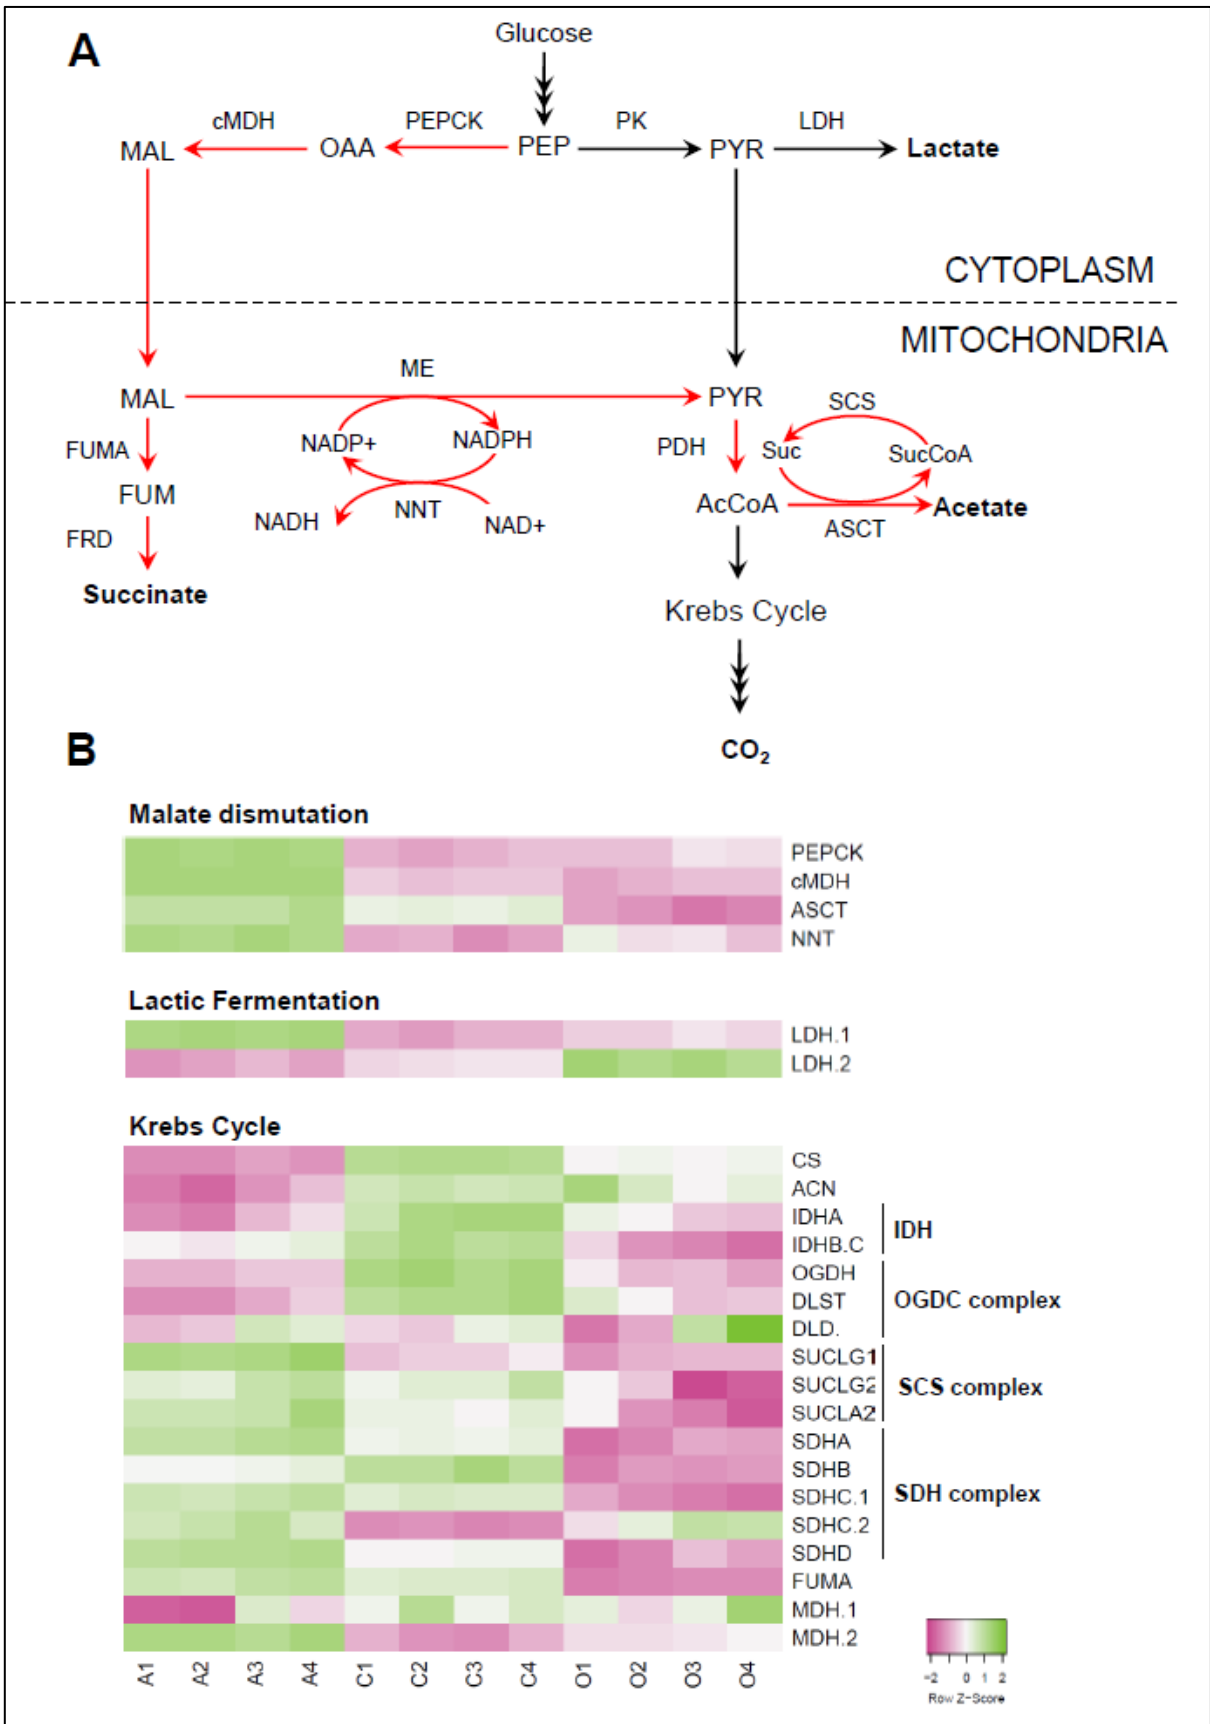 A
Glucose
cMDH PEPCK PK LDH
MAL OAA PEP PYR Lactate
CYTOPLASM
MITOCHONDRIA
ME
MAL PYR SCS
FUMA NADP+ NADPH PDH Suc SucCoA
FUM NNT AcCoA Acetate
NADH NAD+ ASCT
FRD
Succinate
Krebs Cycle
CO2
B
Malate dismutation
PEPCK
cMDH
ASCT
NNT
Lactic Fermentation
LDH.1
LDH.2
Krebs Cycle
CS
ACN
IDHA
IDHB.C
IDH
OGDH
DLST
DLD.
OGDC complex
SUCLG1
SUCLG2
SUCLA2
SCS complex
SDHA
SDHB
SDHC.1
SDHC.2
SDHD
SDH complex
FUMA
MDH.1
MDH.2
A1 A2 A3 A4 C1 C2 C3 C4 O1 O2 O3 O4
-2 0 1 2
Row Z-Score